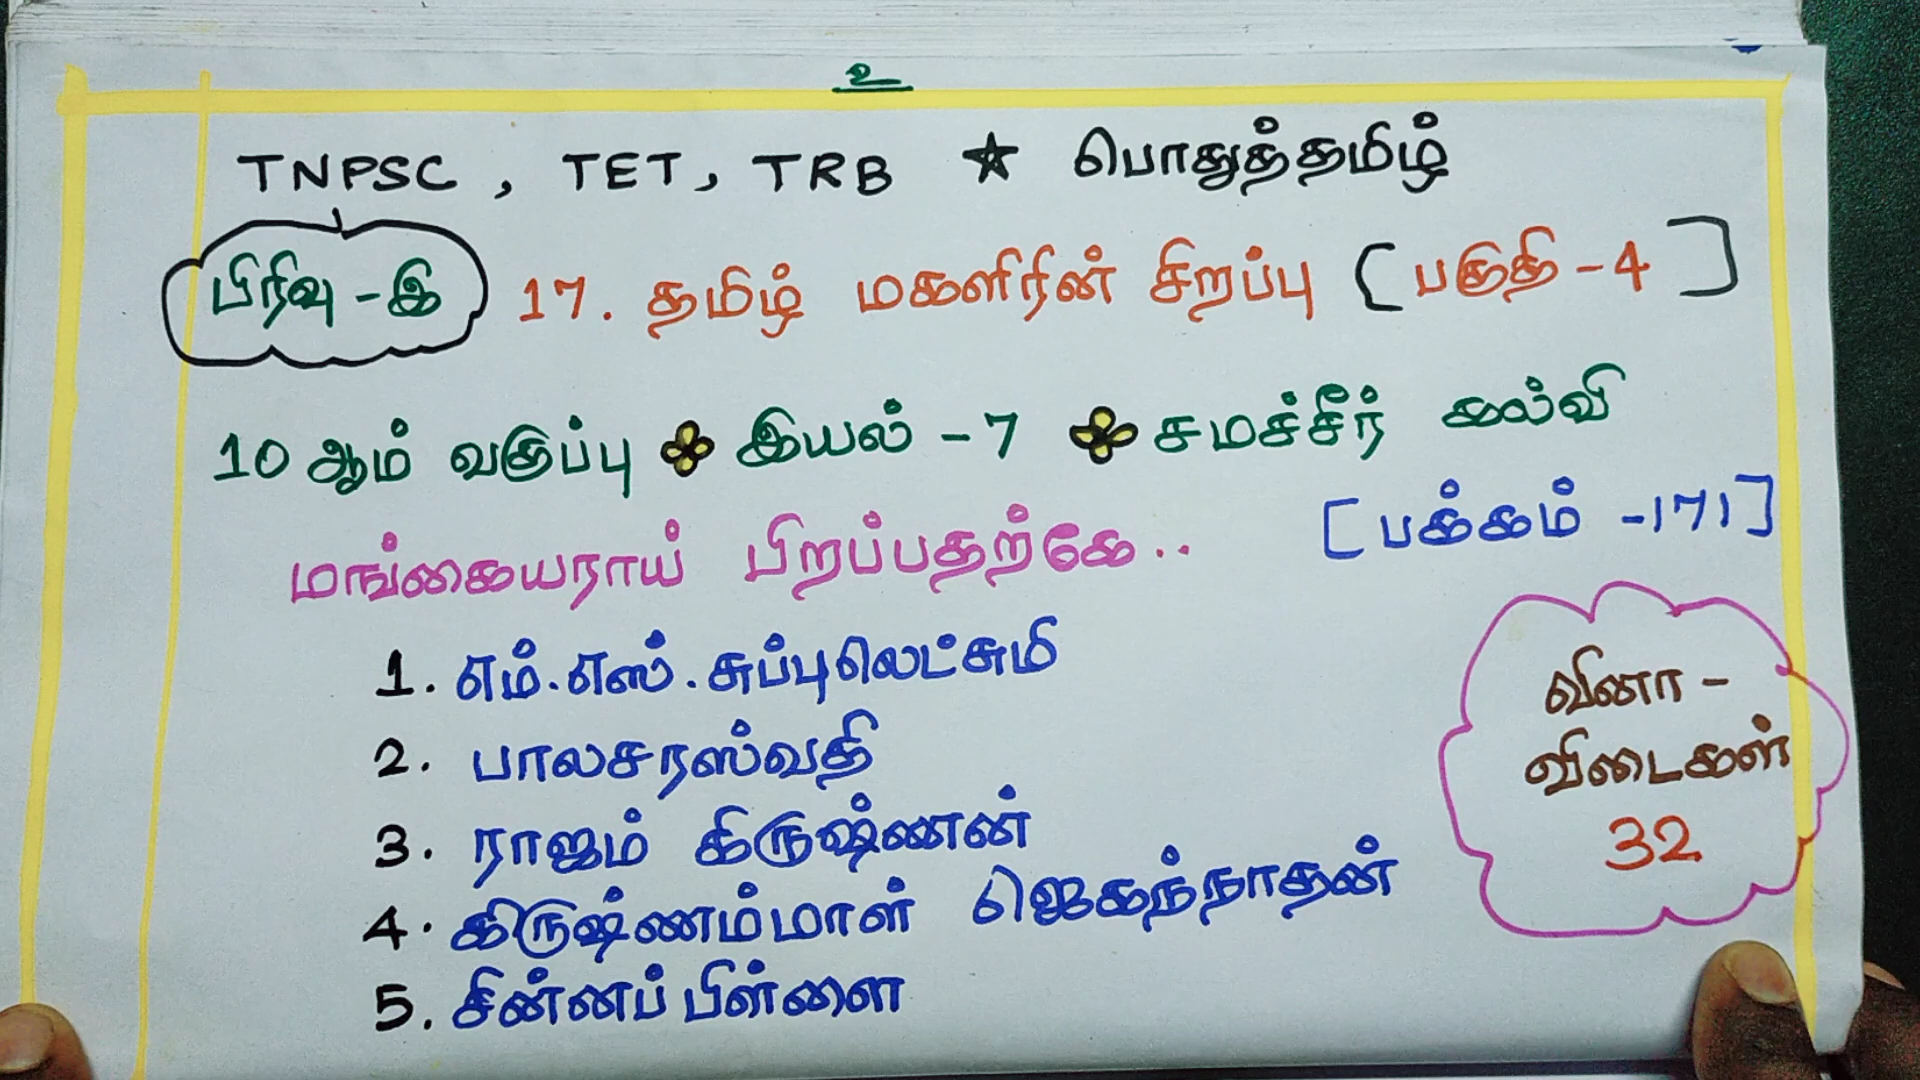 உ
TNPSC, TET, TRB ☆ பொதுத்தமிழ்
பிரிவு - இ
17. தமிழ் மகளிரின் சிறப்பு [பகுதி - 4]
10 ஆம் வகுப்பு இயல் - 7 சமச்சீர் கல்வி
மங்கையராய் பிறப்பதற்கே.. [பக்கம் - 171]
1. எம்.எஸ்.சுப்புலெட்சுமி
2. பாலசரஸ்வதி
3. ராஜம் கிருஷ்ணன்
4. கிருஷ்ணம்மாள் ஜெகந்நாதன்
5. சின்னப்பிள்ளை
வினா -
விடைகள்
32